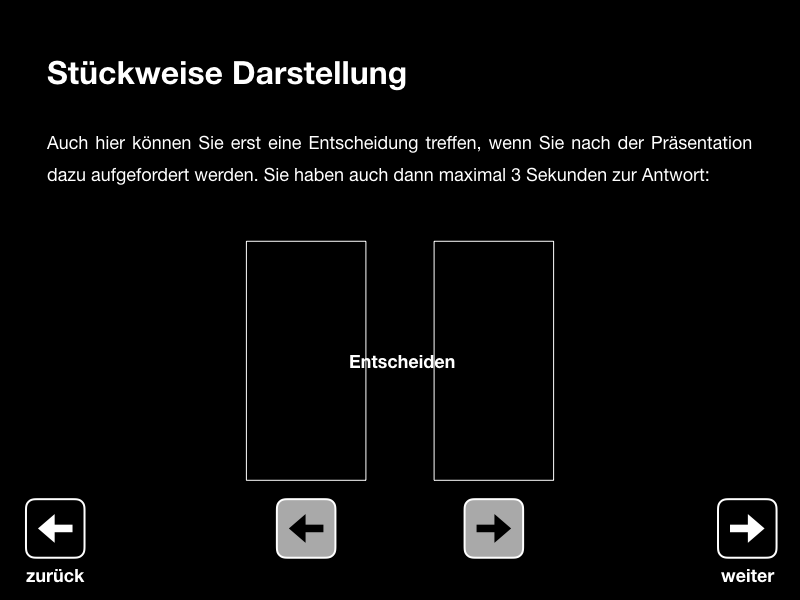 Stückweise Darstellung
Auch hier können Sie erst eine Entscheidung treffen, wenn Sie nach der Präsentation
dazu aufgefordert werden. Sie haben auch dann maximal 3 Sekunden zur Antwort:
Entscheiden
zurück
weiter